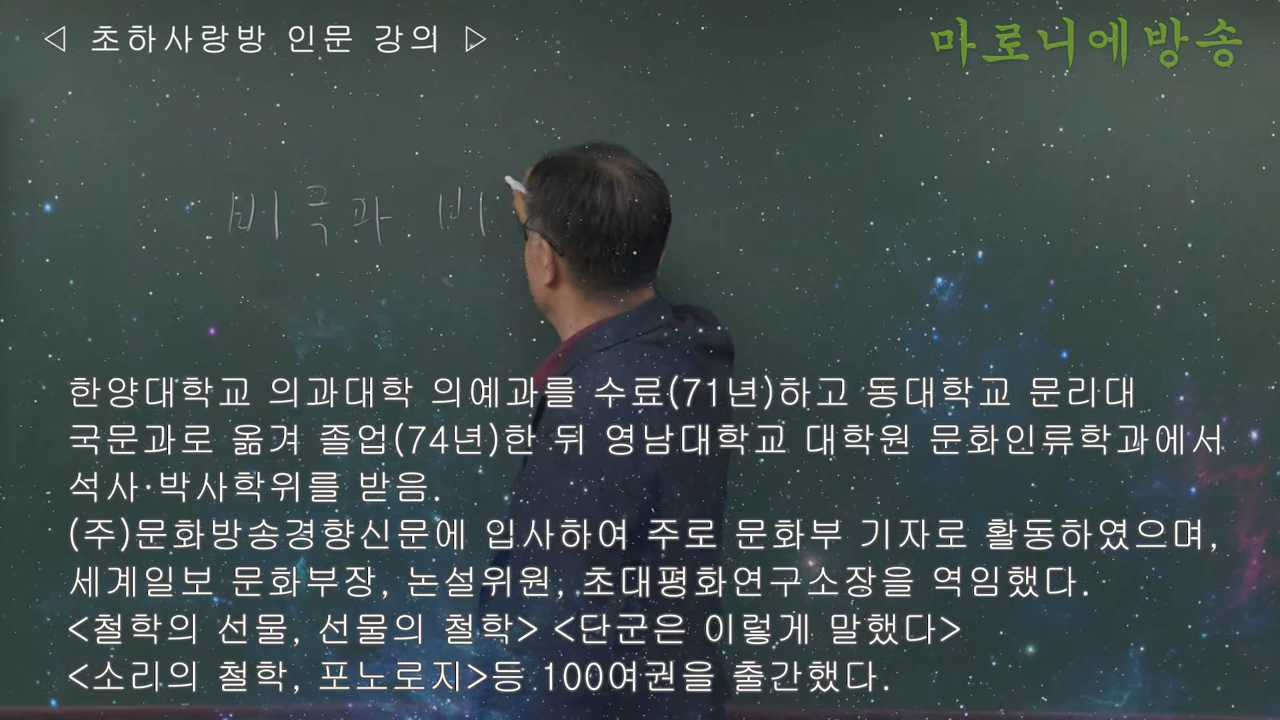 ◁ 초하사랑방 인문 강의 ▷
마로니에방송
비목과 비
한양대학교 의과대학 의예과를 수료(71년)하고 동대학교 문리대
국문과로 옮겨 졸업(74년)한 뒤 영남대학교 대학원 문화인류학과에서
석사·박사학위를 받음.
(주)문화방송경향신문에 입사하여 주로 문화부 기자로 활동하였으며,
세계일보 문화부장, 논설위원, 초대평화연구소장을 역임했다.
<철학의 선물, 선물의 철학> <단군은 이렇게 말했다>
<소리의 철학, 포노로지>등 100여권을 출간했다.